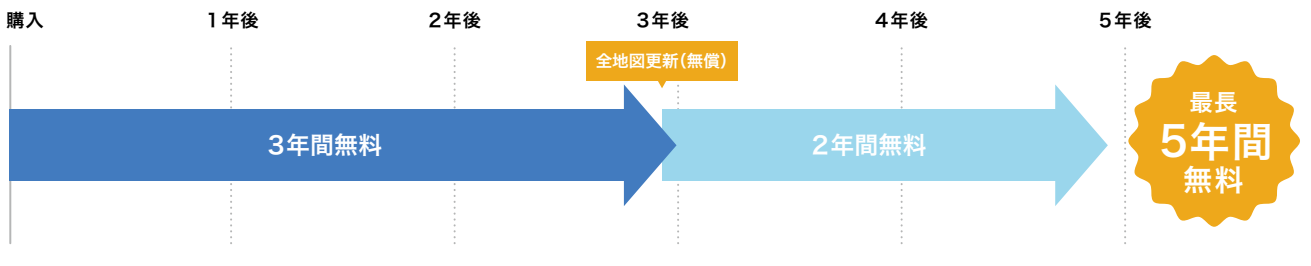 購入
1年後
2年後
3年後
4年後
5年後
全地図更新(無償)
3年間無料
2年間無料
最長
5年間
無料